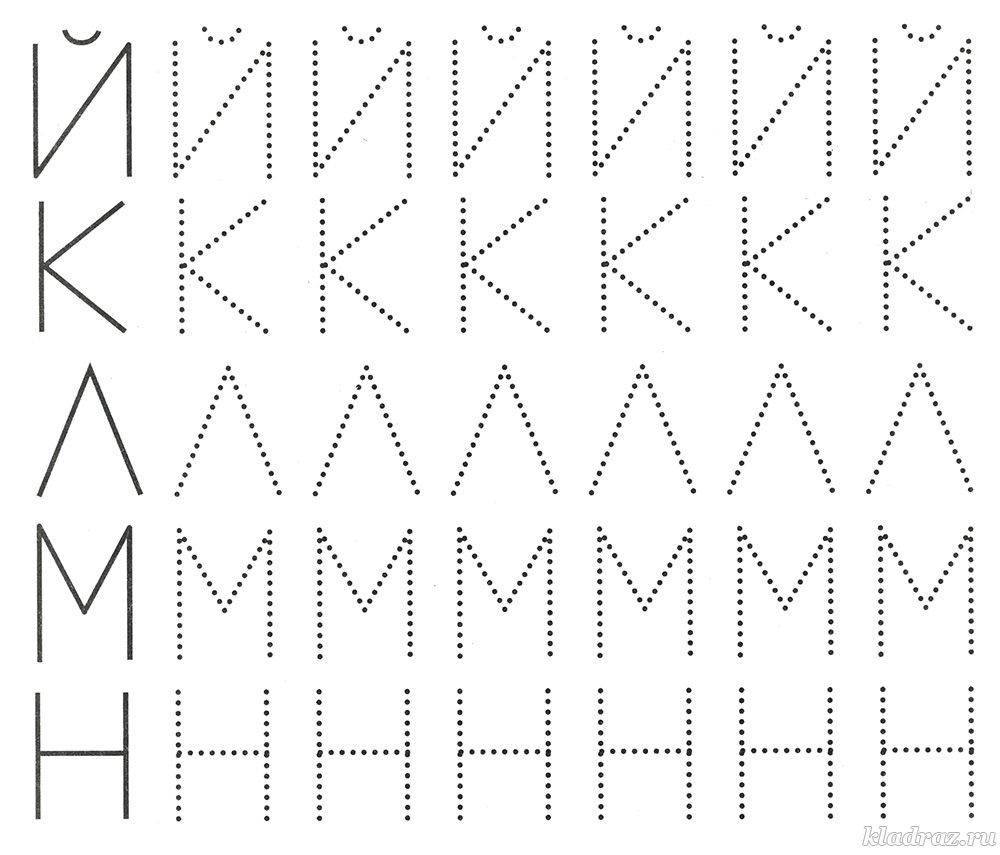 Й Й Й Й Й Й Й
К К К К К К К
Л Л Л Л Л Л Л
М М М М М М М
Н Н Н Н Н Н Н
kladraz.ru